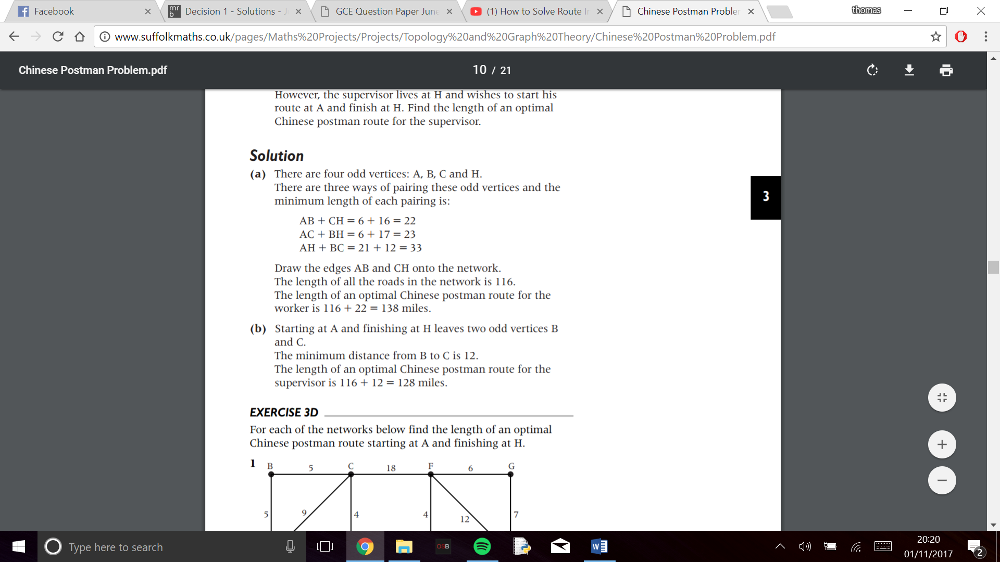 Facebook
Decision 1 - Solutions - J
GCE Question Paper June
(1) How to Solve Route In
Chinese Postman Probler
thomas
www.suffolkmaths.co.uk/pages/Maths%20Projects/Projects/Topology%20and%20Graph%20Theory/Chinese%20Postman%20Problem.pdf
Chinese Postman Problem.pdf
10 / 21
However, the supervisor lives at H and wishes to start his
route at A and finish at H. Find the length of an optimal
Chinese postman route for the supervisor.
Solution
(a) There are four odd vertices: A, B, C and H.
There are three ways of pairing these odd vertices and the
minimum length of each pairing is:
3
AB + CH = 6 + 16 = 22
AC + BH = 6 + 17 = 23
AH + BC = 21 + 12 = 33
Draw the edges AB and CH onto the network.
The length of all the roads in the network is 116.
The length of an optimal Chinese postman route for the
worker is 116 + 22 = 138 miles.
(b) Starting at A and finishing at H leaves two odd vertices B
and C.
The minimum distance from B to C is 12.
The length of an optimal Chinese postman route for the
supervisor is 116 + 12 = 128 miles.
EXERCISE 3D
For each of the networks below find the length of an optimal
Chinese postman route starting at A and finishing at H.
1 B 5 C 18 F 6 G
5 9 4 4 12 7
Type here to search
OSB
20:20
01/11/2017
2